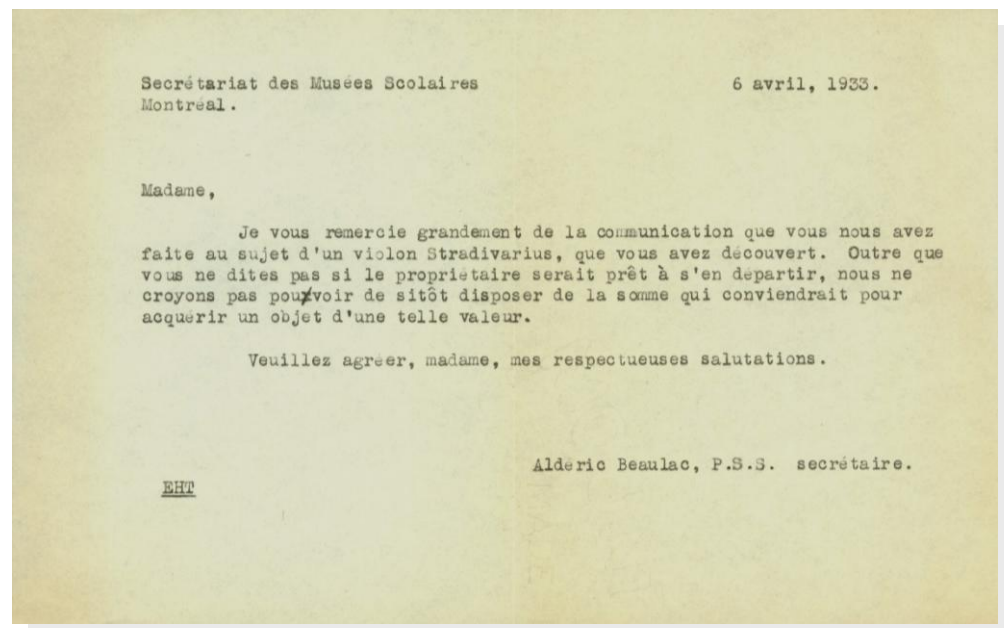 Secrétariat des Musées Scolaires 6 avril, 1933.
Montréal.
Madame,
Je vous remercie grandement de la communication que vous nous avez
faite au sujet d'un violon Stradivarius, que vous avez découvert. Outre que
vous ne dites pas si le propriétaire serait prêt à s'en départir, nous ne
croyons pas pouvoir de sitôt disposer de la somme qui conviendrait pour
acquérir un objet d'une telle valeur.
Veuillez agréer, madame, mes respectueuses salutations.
Aldéric Beaulac, P.S.S. secrétaire.
EHT